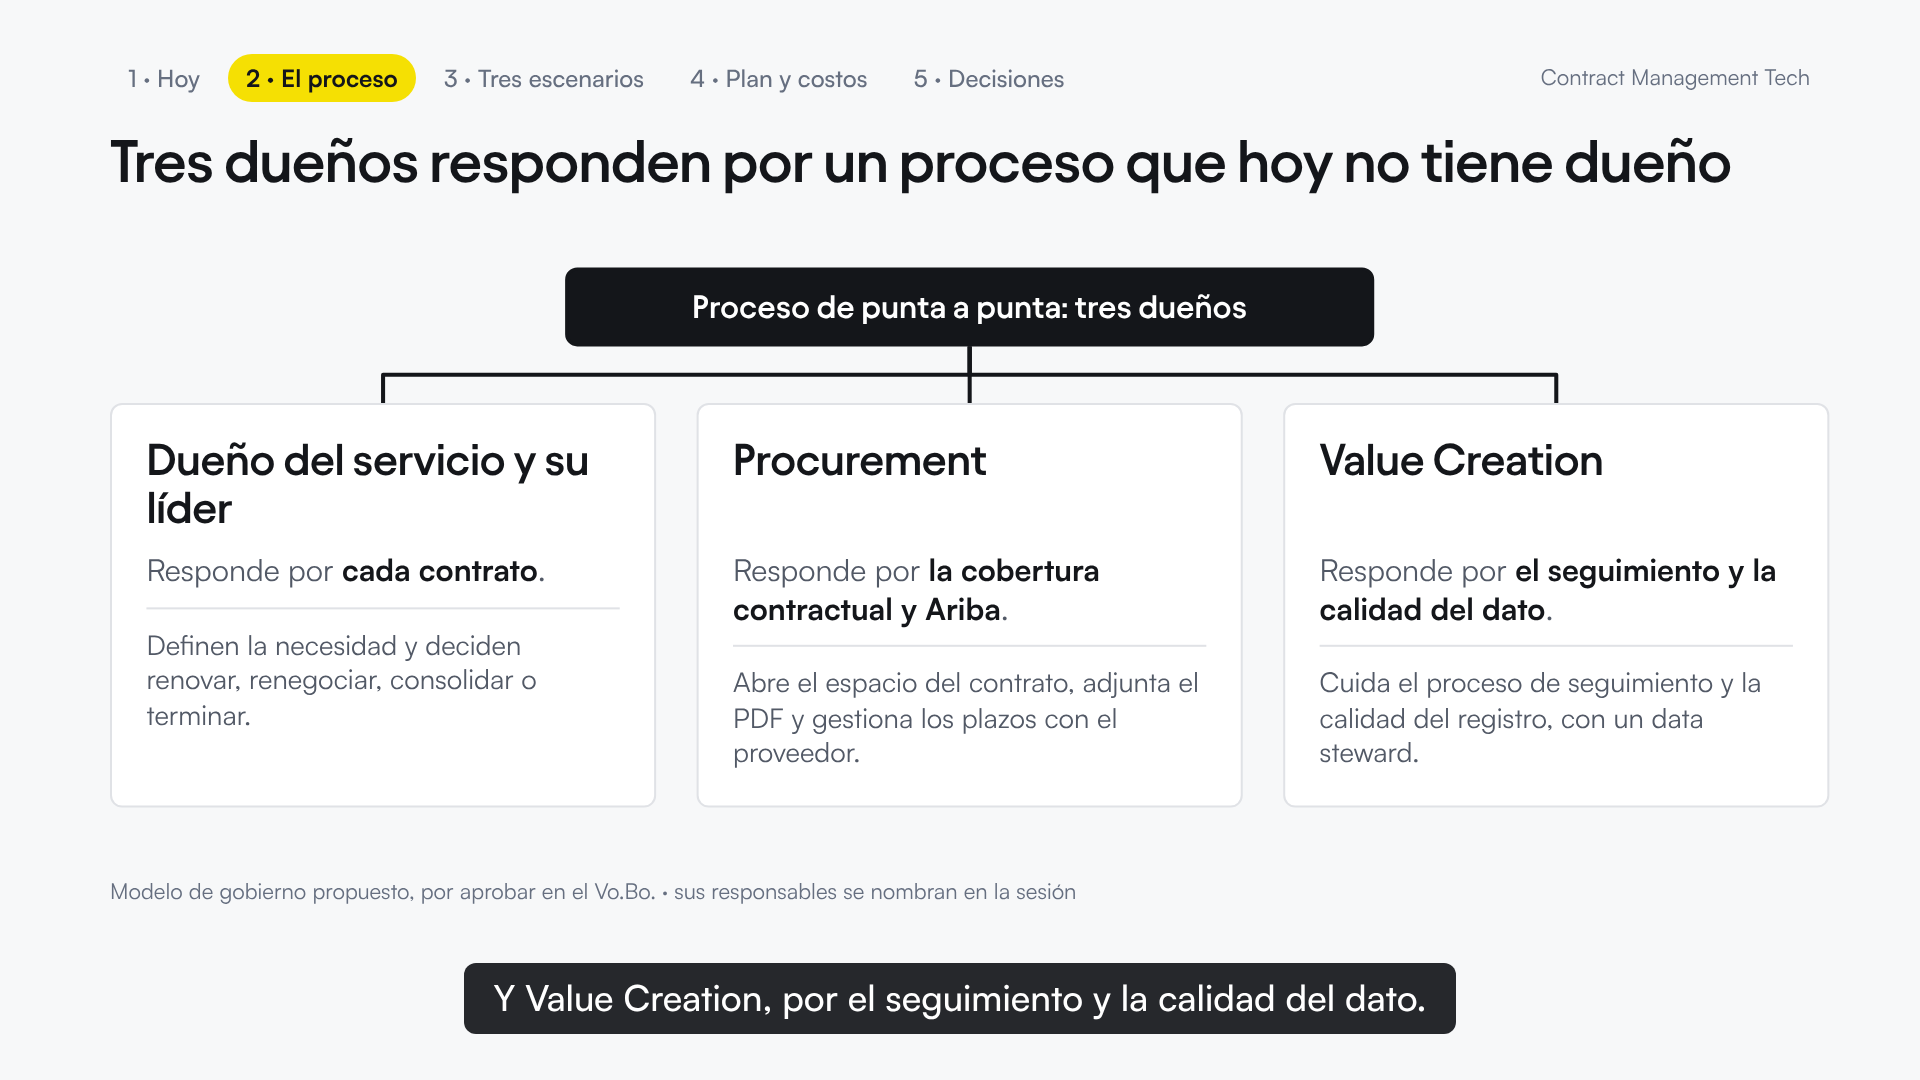 1 · Hoy
2 · El proceso
3 · Tres escenarios
4 · Plan y costos
5 · Decisiones
Contract Management Tech
Tres dueños responden por un proceso que hoy no tiene dueño
Proceso de punta a punta: tres dueños
Dueño del servicio y su
líder
Responde por cada contrato.
Definen la necesidad y deciden
renovar, renegociar, consolidar o
terminar.
Procurement
Responde por la cobertura
contractual y Ariba.
Abre el espacio del contrato, adjunta el
PDF y gestiona los plazos con el
proveedor.
Value Creation
Responde por el seguimiento y la
calidad del dato.
Cuida el proceso de seguimiento y la
calidad del registro, con un data
steward.
Modelo de gobierno propuesto, por aprobar en el Vo.Bo. · sus responsables se nombran en la sesión
Y Value Creation, por el seguimiento y la calidad del dato.